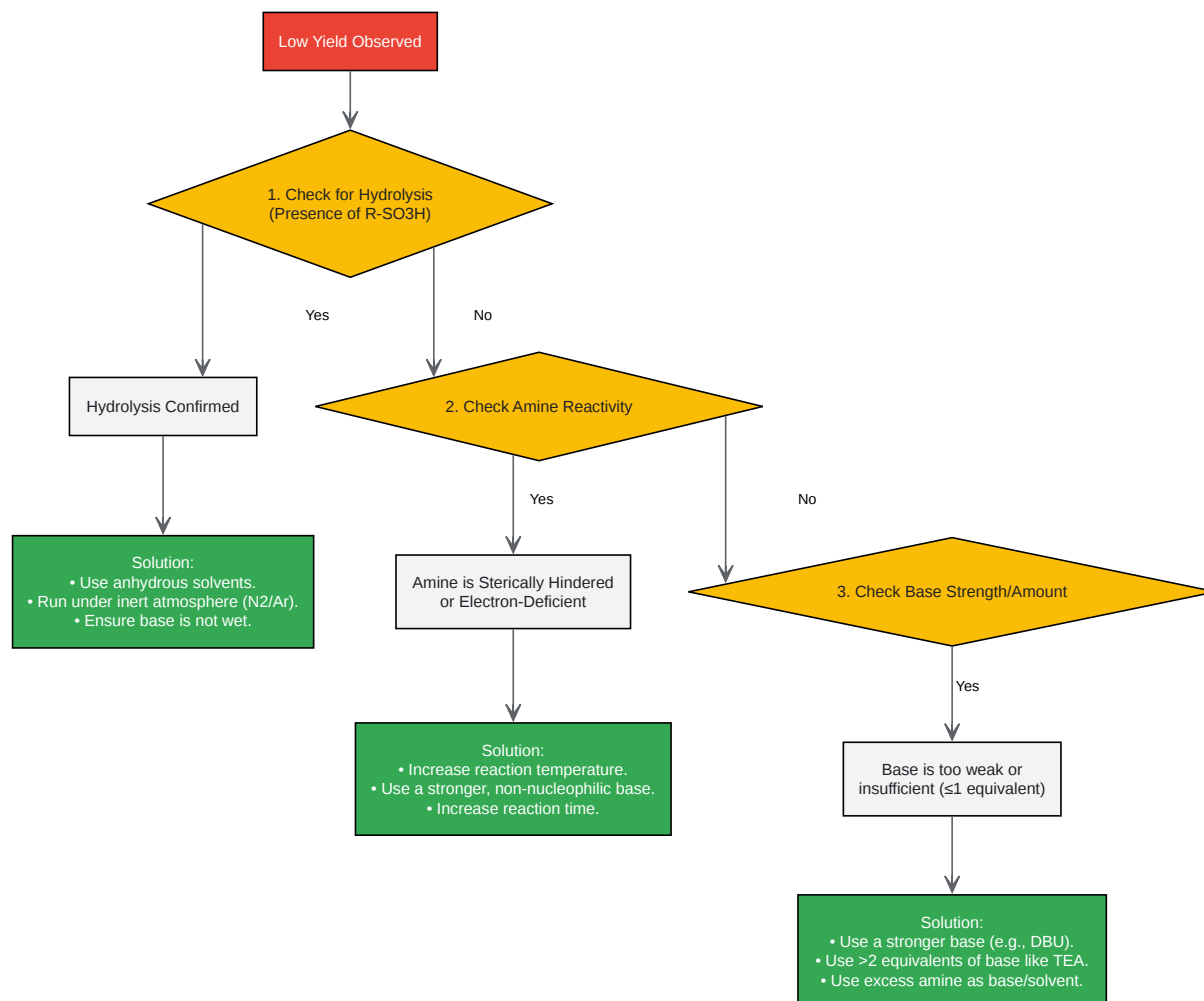 Low Yield Observed
1. Check for Hydrolysis
(Presence of R-SO3H)
Yes
No
Hydrolysis Confirmed
2. Check Amine Reactivity
Yes
No
Solution:
• Use anhydrous solvents.
• Run under inert atmosphere (N2/Ar).
• Ensure base is not wet.
Amine is Sterically Hindered
or Electron-Deficient
3. Check Base Strength/Amount
Yes
Solution:
• Increase reaction temperature.
• Use a stronger, non-nucleophilic base.
• Increase reaction time.
Base is too weak or
insufficient (≤1 equivalent)
Solution:
• Use a stronger base (e.g., DBU).
• Use >2 equivalents of base like TEA.
• Use excess amine as base/solvent.